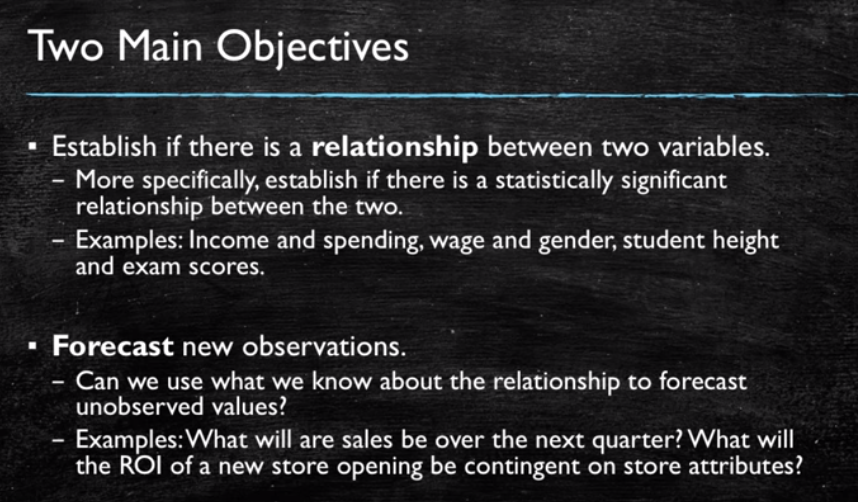 Two Main Objectives
▪ Establish if there is a relationship between two variables.
– More specifically, establish if there is a statistically significant
relationship between the two.
– Examples: Income and spending, wage and gender, student height
and exam scores.
▪ Forecast new observations.
– Can we use what we know about the relationship to forecast
unobserved values?
– Examples: What will are sales be over the next quarter? What will
the ROI of a new store opening be contingent on store attributes?